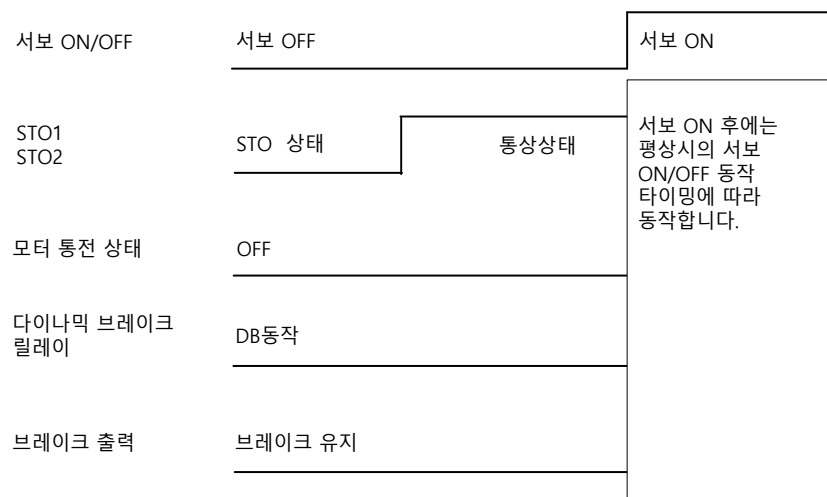 서보 ON/OFF
서보 OFF
서보 ON
STO1
STO2
STO 상태
통상상태
서보 ON 후에는
평상시의 서보
ON/OFF 동작
타이밍에 따라
동작합니다.
모터 통전 상태
OFF
다이나믹 브레이크
릴레이
DB동작
브레이크 출력
브레이크 유지